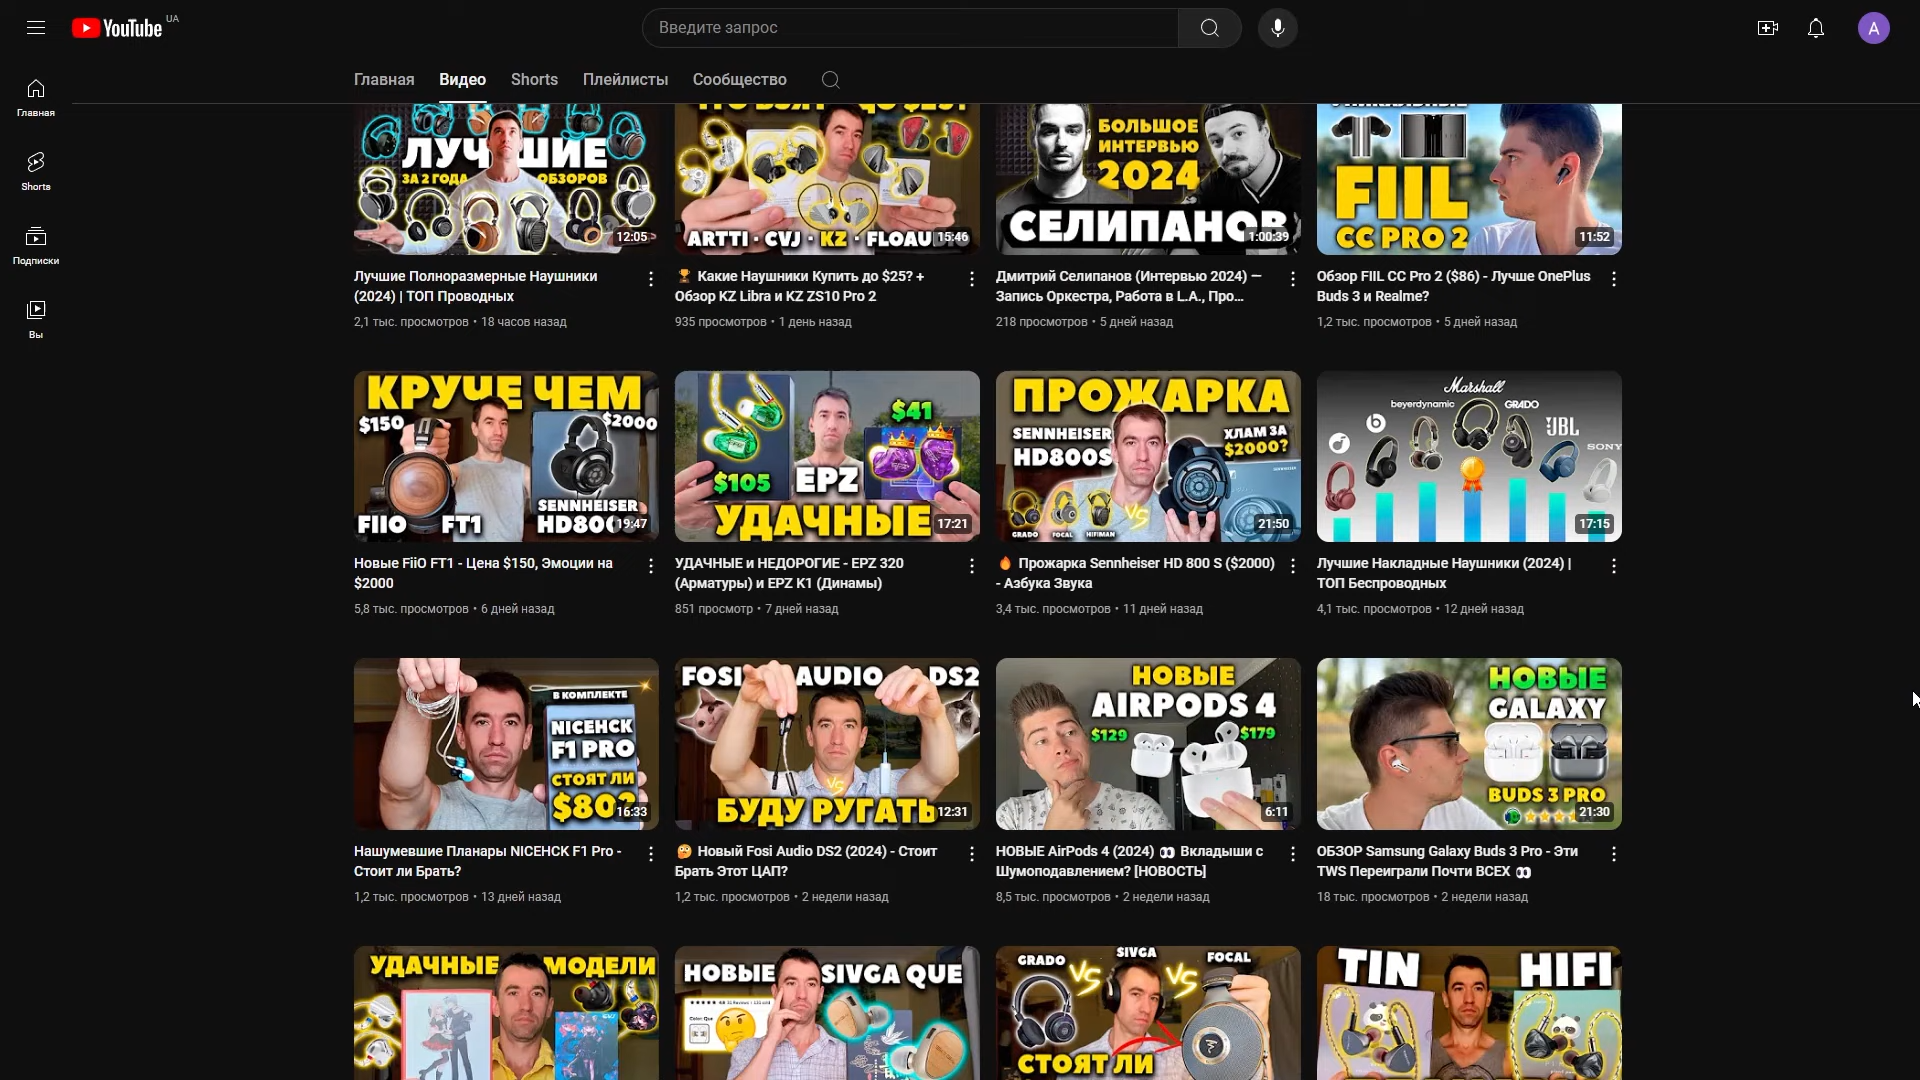 YouTube
UA
Введите запрос
A
Главная
Видео
Shorts
Плейлисты
Сообщество
Главная
Shorts
Подписки
Вы
ЛУЧШИЕ
ЗА 2 ГОДА
ОБЗОРОВ
12:05
ARTTI · CVJ · KZ ·
15:46
БОЛЬШОЕ
ИНТЕРВЬЮ
2024
СЕЛИПАНОВ
1:00:39
FIIL
CC PRO 2
11:52
Лучшие Полноразмерные Наушники
(2024) | ТОП Проводных
2,1 тыс. просмотров • 18 часов назад
🏆 Какие Наушники Купить до $25? +
Обзор KZ Libra и KZ ZS10 Pro 2
935 просмотров • 1 день назад
Дмитрий Селипанов (Интервью 2024) —
Запись Оркестра, Работа в L.A., Про...
218 просмотров • 5 дней назад
Обзор FIIL CC Pro 2 ($86) - Лучше OnePlus
Buds 3 и Realme?
1,2 тыс. просмотров • 5 дней назад
КРУЧЕ ЧЕМ
$150
$2000
FIIO FT1
SENNHEISER
19:47
$41
$105
EPZ
УДАЧНЫЕ
17:21
ПРОЖАРКА
SENNHEISER
HD800S
ХЛАМ ЗА
$2000?
GRADO
FOCAL
HIFIMAN
VS
21:50
Marshall
beyerdynamic
GRADO
JBL
SONY
17:15
Новые FiiO FT1 - Цена $150, Эмоции на
$2000
5,8 тыс. просмотров • 6 дней назад
УДАЧНЫЕ и НЕДОРОГИЕ - EPZ 320
(Арматуры) и EPZ K1 (Динамы)
851 просмотр • 7 дней назад
🔥 Прожарка Sennheiser HD 800 S ($2000)
- Азбука Звука
3,4 тыс. просмотров • 11 дней назад
Лучшие Накладные Наушники (2024) |
ТОП Беспроводных
4,1 тыс. просмотров • 12 дней назад
В КОМПЛЕКТЕ
NICEHCK
F1 PRO
СТОЯТ ЛИ
$80?
16:33
FOSI AUDIO DS2
VS
БУДУ РУГАТЬ
12:31
НОВЫЕ
AIRPODS 4
$129
$179
6:11
НОВЫЕ
GALAXY
BUDS 3 PRO
21:30
Нашумевшие Планары NICEHCK F1 Pro -
Стоит ли Брать?
1,2 тыс. просмотров • 13 дней назад
🤔 Новый Fosi Audio DS2 (2024) - Стоит
Брать Этот ЦАП?
1,2 тыс. просмотров • 2 недели назад
НОВЫЕ AirPods 4 (2024) 👀 Вкладыши с
Шумоподавлением? [НОВОСТЬ]
8,5 тыс. просмотров • 2 недели назад
ОБЗОР Samsung Galaxy Buds 3 Pro - Эти
TWS Переиграли Почти ВСЕХ 👀
18 тыс. просмотров • 2 недели назад
УДАЧНЫЕ МОДЕЛИ
НОВЫЕ SIVGA QUE
GRADO
VS
SIVGA
VS
FOCAL
СТОЯТ ЛИ
TIN HIFI